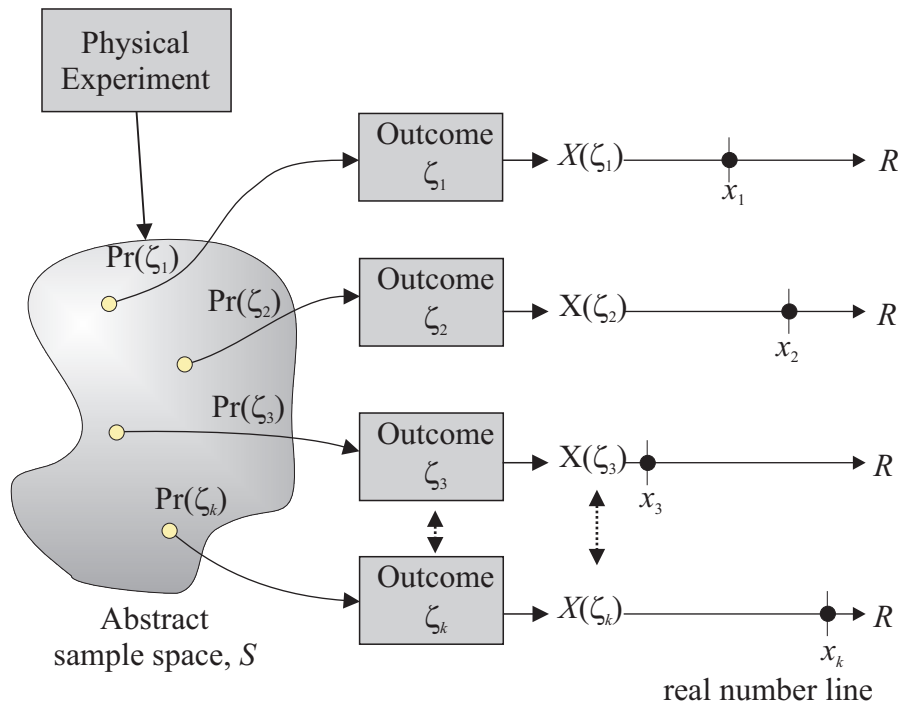 Physical
Experiment
Outcome
ζ₁
X(ζ₁)
x₁
R
Pr(ζ₁)
Pr(ζ₂)
Outcome
ζ₂
X(ζ₂)
x₂
R
Pr(ζ₃)
Outcome
ζ₃
X(ζ₃)
x₃
R
Pr(ζₖ)
Outcome
ζₖ
X(ζₖ)
xₖ
R
Abstract
sample space, S
real number line